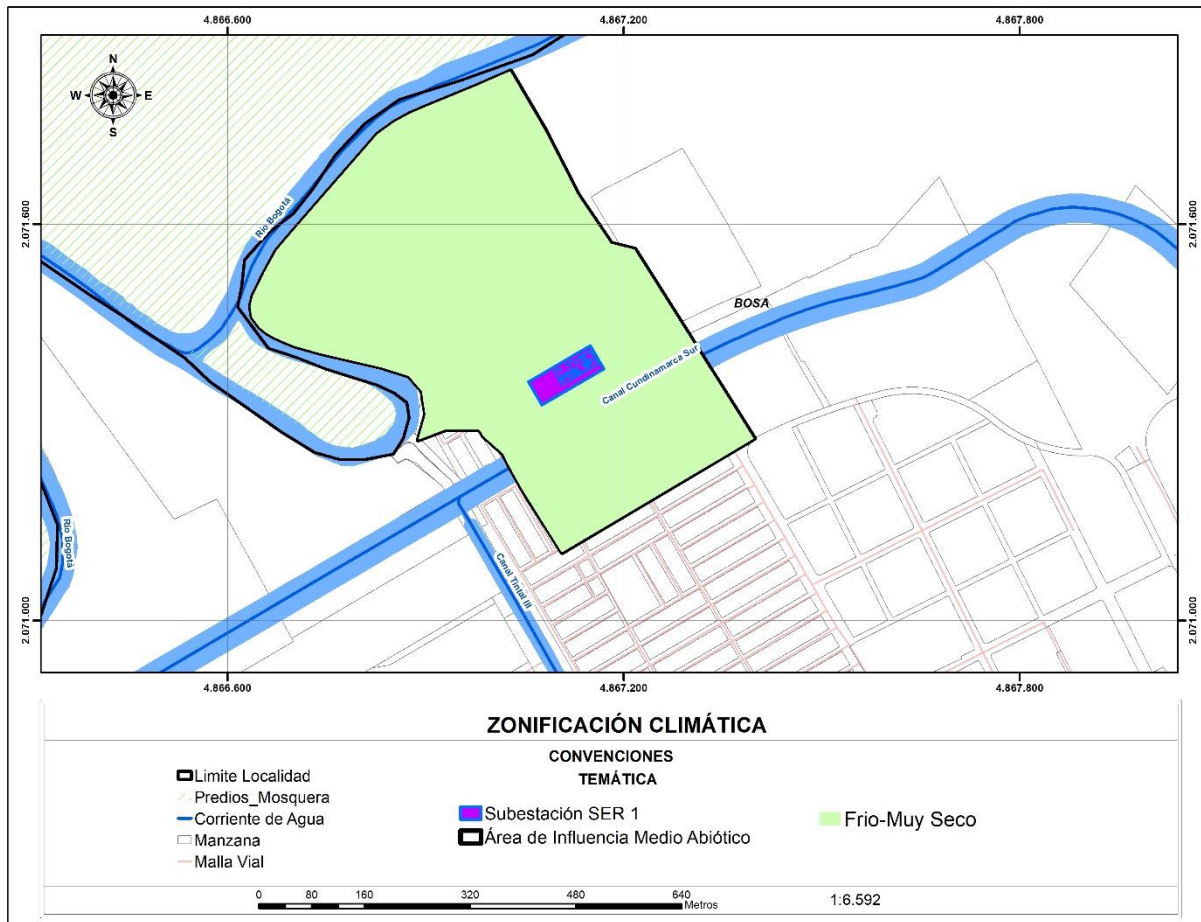 4.866.600
4.867.200
4.867.800
N
W
E
S
2.071.600
2.071.600
Río Bogotá
BOSA
Canal Cundinamarca Sur
Río Bogotá
Canal Tintal III
2.071.000
2.071.000
4.866.600
4.867.200
4.867.800
ZONIFICACIÓN CLIMÁTICA
CONVENCIONES
TEMÁTICA
Limite Localidad
Predios_Mosquera
Corriente de Agua
Manzana
Malla Vial
Subestación SER 1
Área de Influencia Medio Abiótico
Frio-Muy Seco
0 80 160 320 480 640
Metros
1:6.592